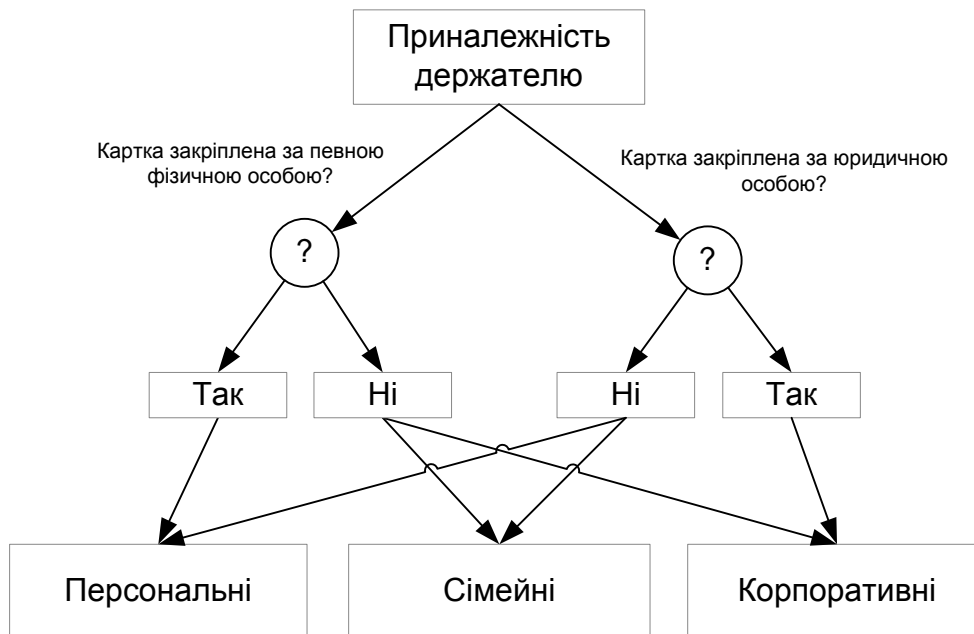 Приналежність
держателю
Картка закріплена за певною
фізичною особою?
Картка закріплена за юридичною
особою?
?
?
Так
Ні
Ні
Так
Персональні
Сімейні
Корпоративні